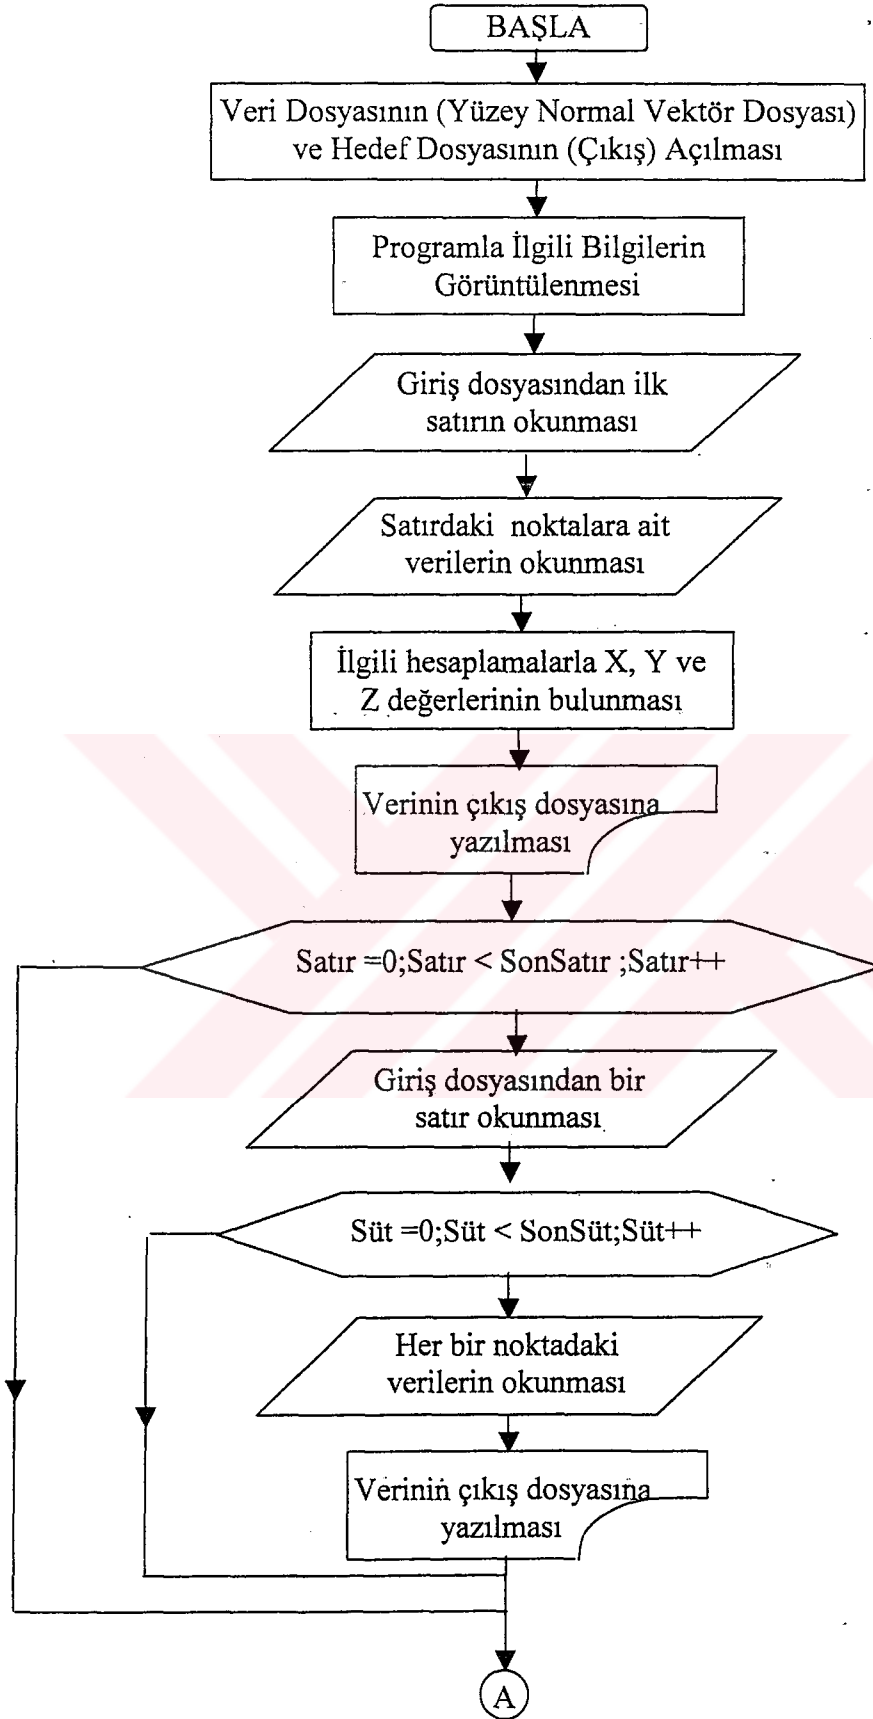 BAŞLA
Veri Dosyasının (Yüzey Normal Vektör Dosyası)
ve Hedef Dosyasının (Çıkış) Açılması
Programla İlgili Bilgilerin
Görüntülenmesi
Giriş dosyasından ilk
satırın okunması
Satırdaki noktalara ait
verilerin okunması
İlgili hesaplamalarla X, Y ve
Z değerlerinin bulunması
Verinin çıkış dosyasına
yazılması
Satır =0;Satır < SonSatır ;Satır++
Giriş dosyasından bir
satır okunması
Süt =0;Süt < SonSüt;Süt++
Her bir noktadaki
verilerin okunması
Verinin çıkış dosyasına
yazılması
A